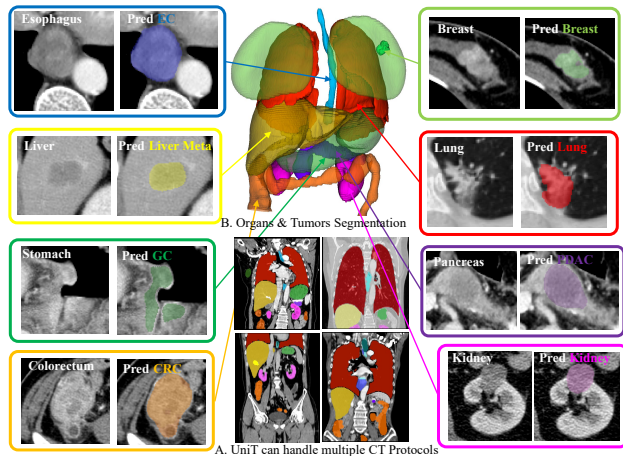 Esophagus Pred EC
Breast Pred Breast
Liver Pred Liver Meta
Lung Pred Lung
B. Organs & Tumors Segmentation
Stomach Pred GC
Pancreas Pred PDAC
Colorectum Pred CRC
Kidney Pred Kidney
A. UniT can handle multiple CT Protocols